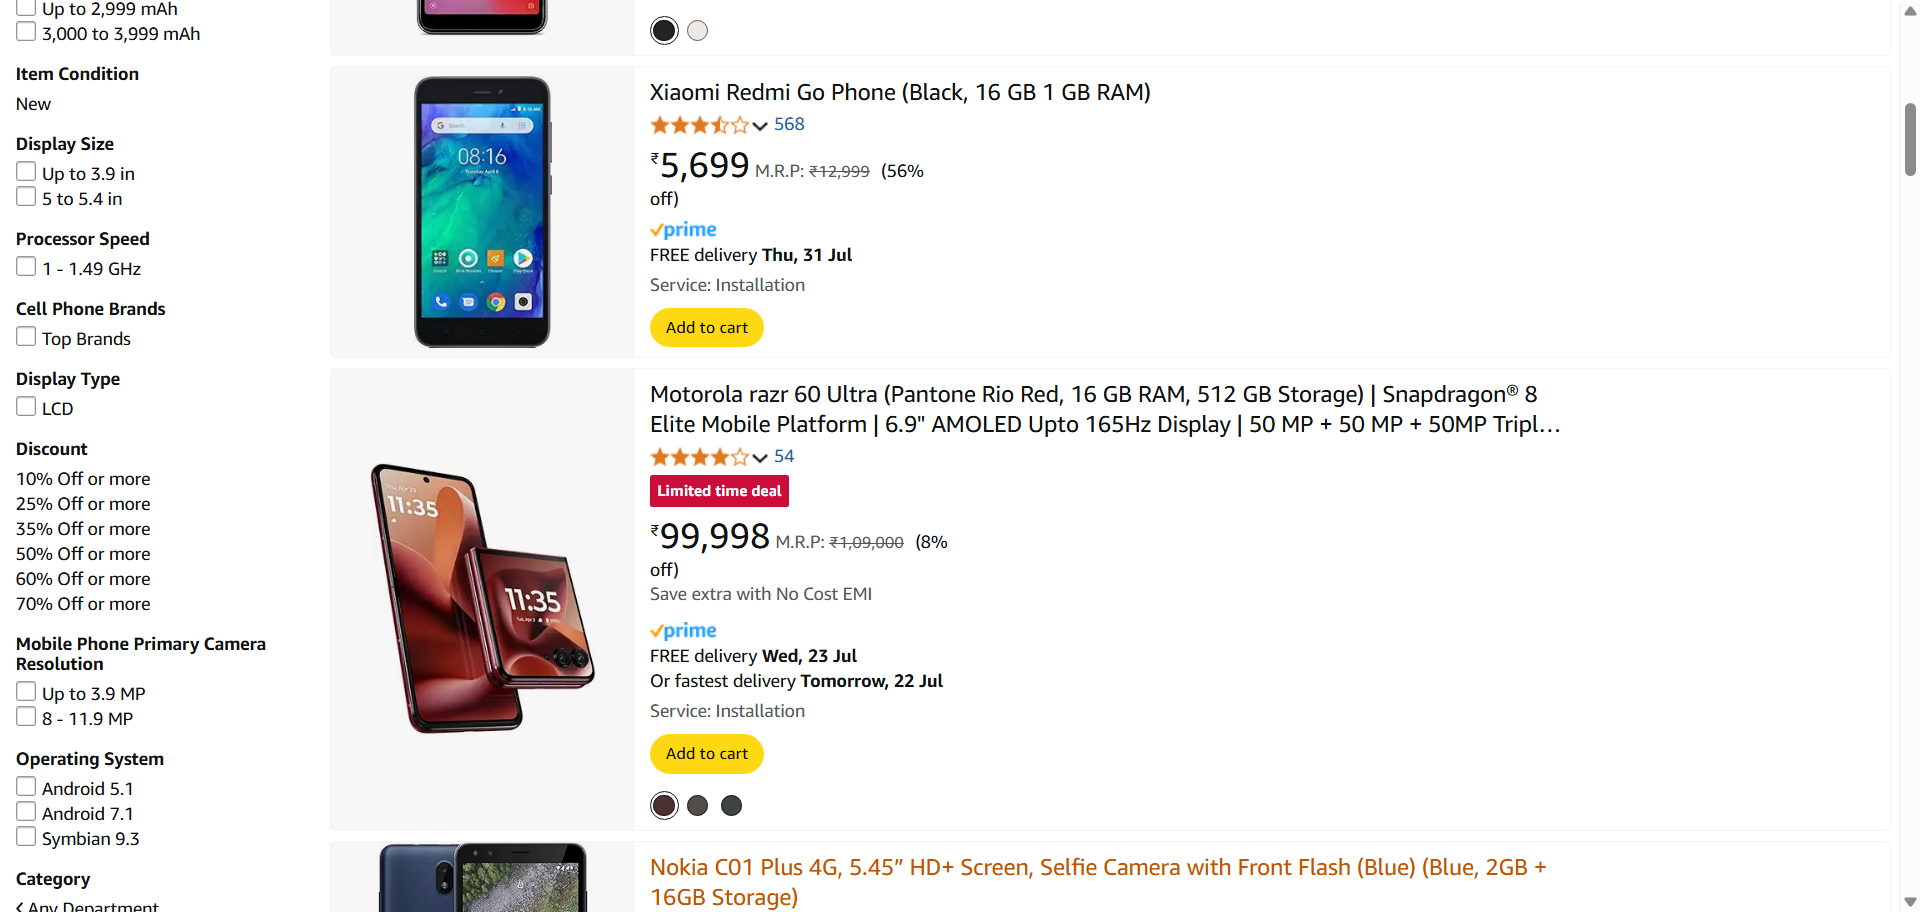 Up to 2,999 mAh
3,000 to 3,999 mAh
Item Condition
New
Display Size
Up to 3.9 in
5 to 5.4 in
Processor Speed
1 - 1.49 GHz
Cell Phone Brands
Top Brands
Display Type
LCD
Discount
10% Off or more
25% Off or more
35% Off or more
50% Off or more
60% Off or more
70% Off or more
Mobile Phone Primary Camera
Resolution
Up to 3.9 MP
8 - 11.9 MP
Operating System
Android 5.1
Android 7.1
Symbian 9.3
Category
Any Department
08:16
Xiaomi Redmi Go Phone (Black, 16 GB 1 GB RAM)
568
₹5,699 M.R.P: ₹12,999 (56%
off)
prime
FREE delivery Thu, 31 Jul
Service: Installation
Add to cart
11:35
11:35
Motorola razr 60 Ultra (Pantone Rio Red, 16 GB RAM, 512 GB Storage) | Snapdragon® 8
Elite Mobile Platform | 6.9" AMOLED Upto 165Hz Display | 50 MP + 50 MP + 50MP Tripl…
54
Limited time deal
₹99,998 M.R.P: ₹1,09,000 (8%
off)
Save extra with No Cost EMI
prime
FREE delivery Wed, 23 Jul
Or fastest delivery Tomorrow, 22 Jul
Service: Installation
Add to cart
Nokia C01 Plus 4G, 5.45” HD+ Screen, Selfie Camera with Front Flash (Blue) (Blue, 2GB +
16GB Storage)